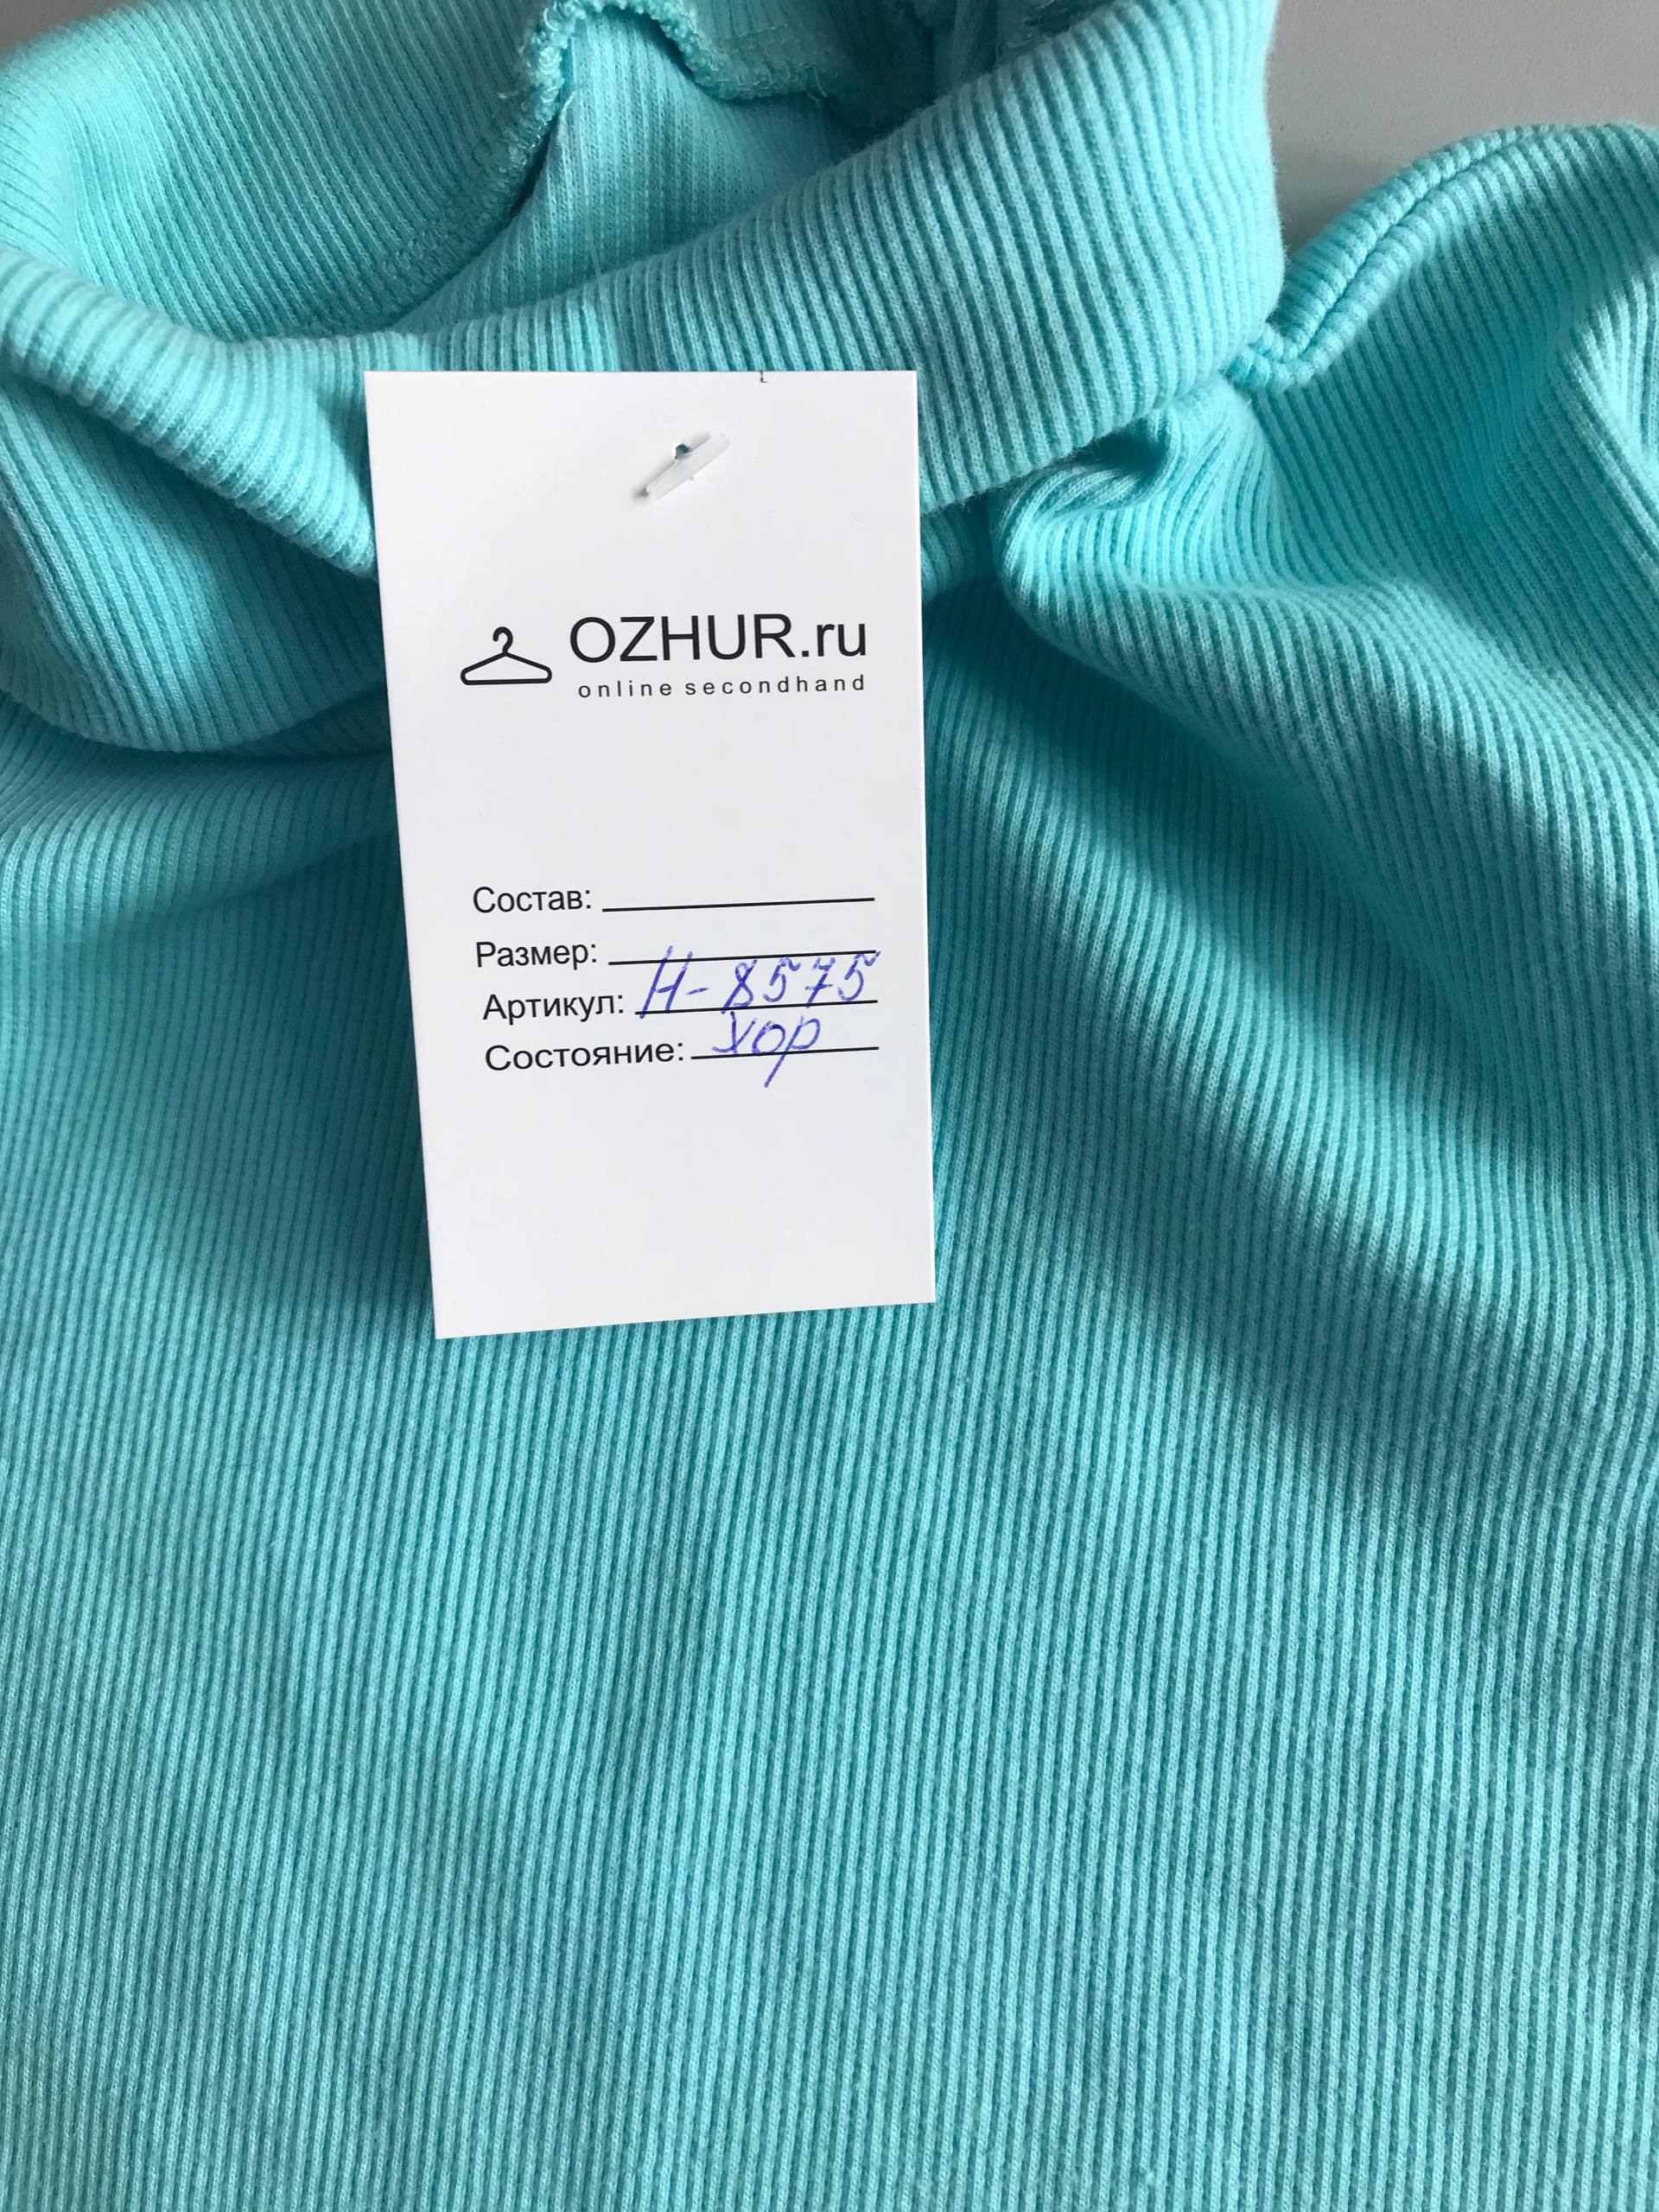 OZHUR.ru
online secondhand
Состав:
Размер:
Артикул: Н-8575
Состояние: хор